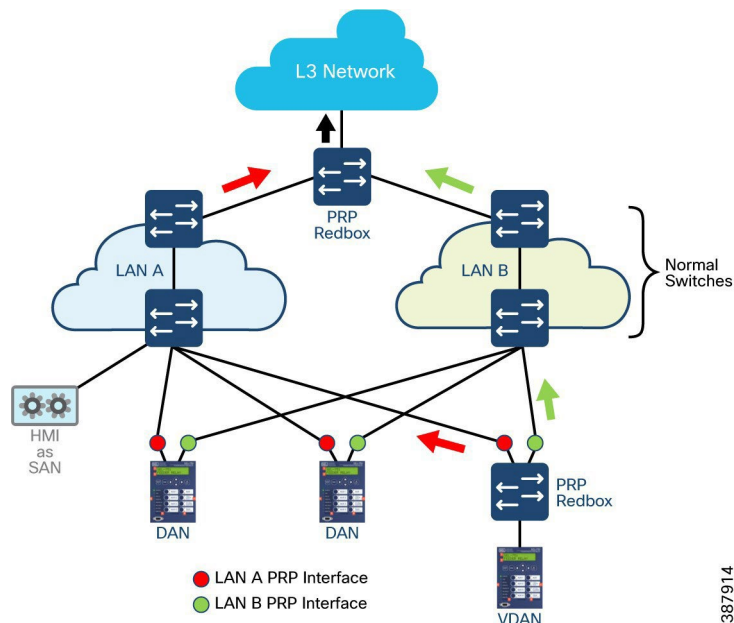 L3 Network
PRP
Redbox
LAN A
LAN B
Normal
Switches
HMI
as
SAN
DAN
DAN
PRP
Redbox
VDAN
LAN A PRP Interface
LAN B PRP Interface
387914